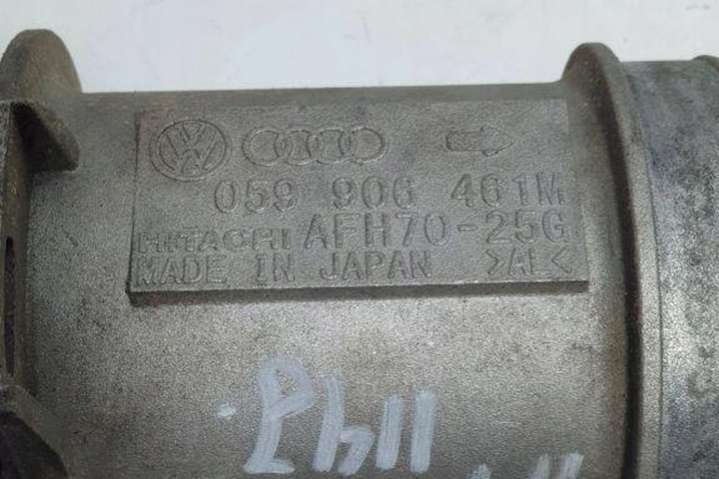 059 906 461M
HITACHI AFH70-25G
MADE IN JAPAN >AL<